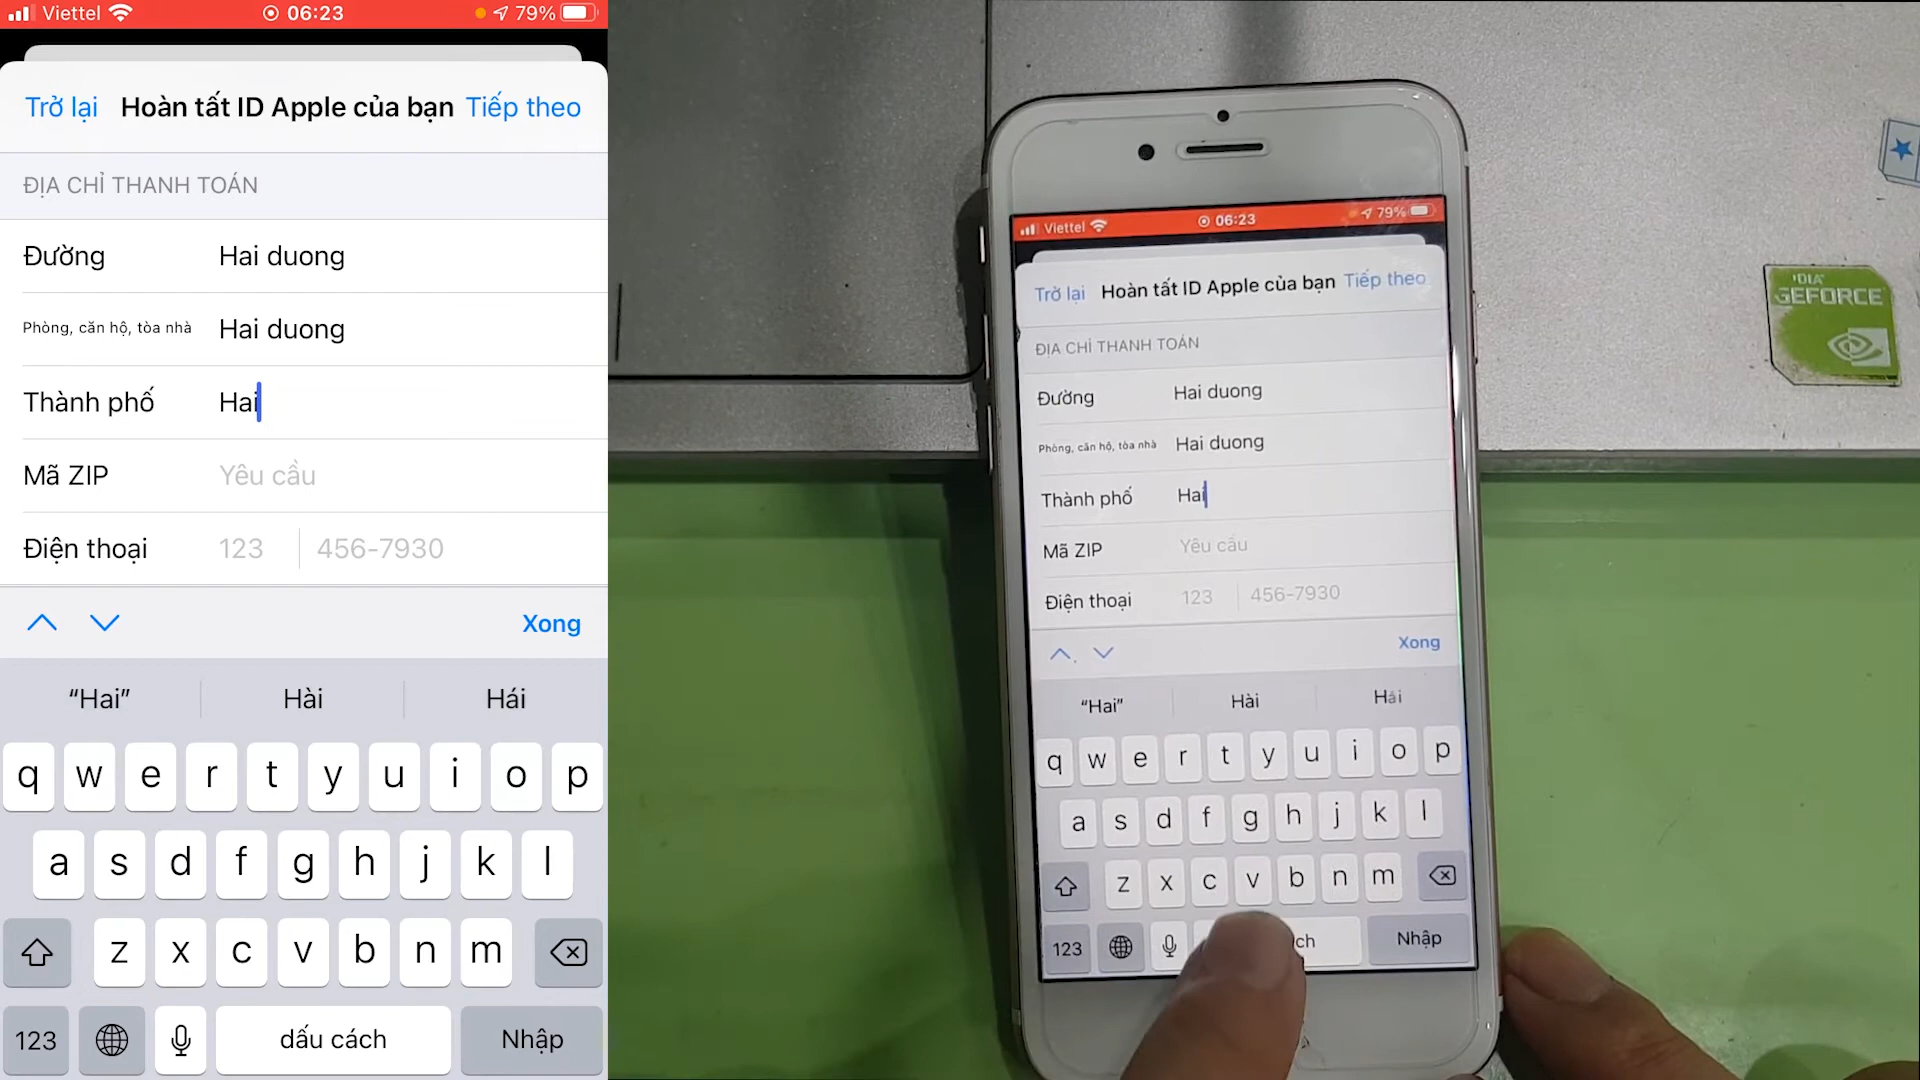 Viettel 06:23 79%
Trở lại Hoàn tất ID Apple của bạn Tiếp theo
ĐỊA CHỈ THANH TOÁN
Đường Hai duong
Phòng, căn hộ, tòa nhà Hai duong
Thành phố Hai
Mã ZIP Yêu cầu
Điện thoại 123 456-7930
Xong
“Hai” Hài Hái
q w e r t y u i o p
a s d f g h j k l
z x c v b n m
123 dấu cách Nhập
Viettel 06:23 79%
Trở lại Hoàn tất ID Apple của bạn Tiếp theo
ĐỊA CHỈ THANH TOÁN
Đường Hai duong
Phòng, căn hộ, tòa nhà Hai duong
Thành phố Hai
Mã ZIP Yêu cầu
Điện thoại 123 456-7930
Xong
“Hai” Hài Hái
q w e r t y u i o p
a s d f g h j k l
z x c v b n m
123 ch Nhập
GEFORCE